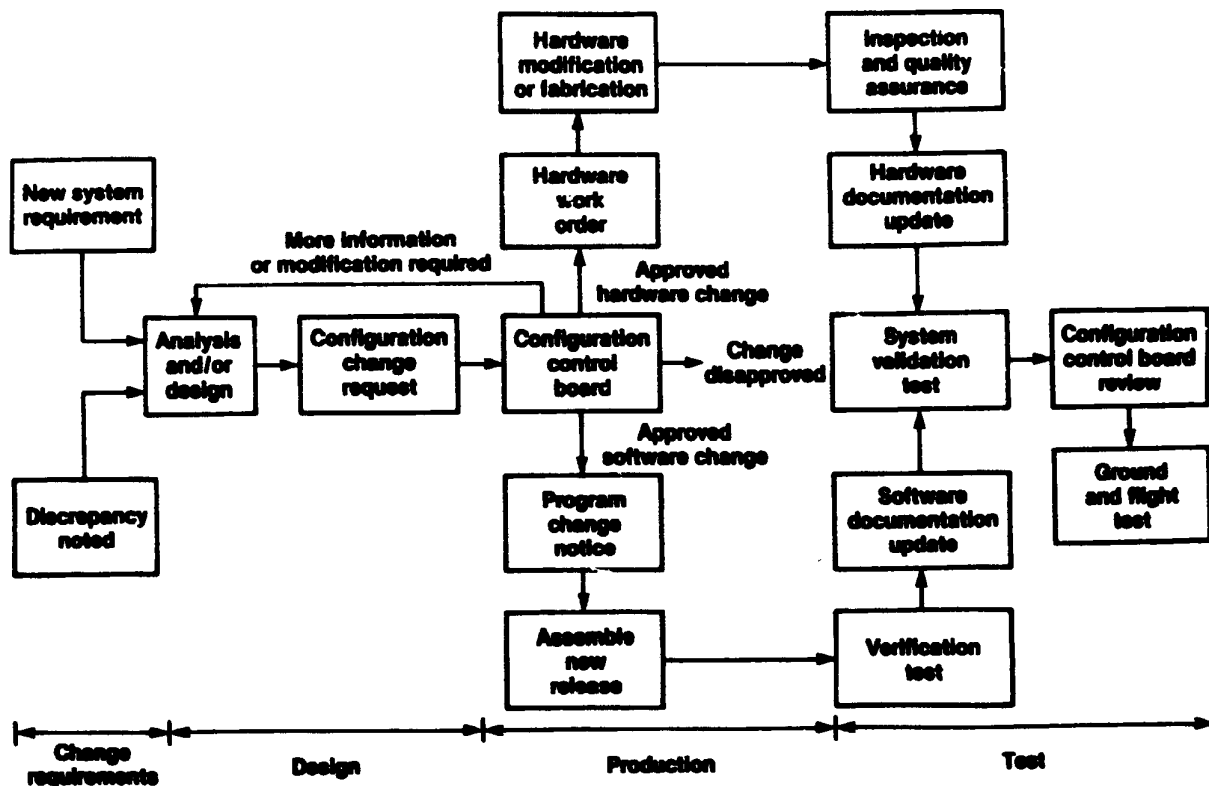 Hardware
modification
or fabrication
Inspection
and quality
assurance
New system
requirement
Hardware
work
order
Hardware
documentation
update
More information
or modification required
Approved
hardware change
Analysis
and/or
design
Configuration
change
request
Configuration
control
board
Change
disapproved
System
validation
test
Configuration
control board
review
Approved
software change
Discrepancy
noted
Program
change
notice
Software
documentation
update
Ground
and flight
test
Assemble
new
release
Verification
test
Change
requirements
Design
Production
Test